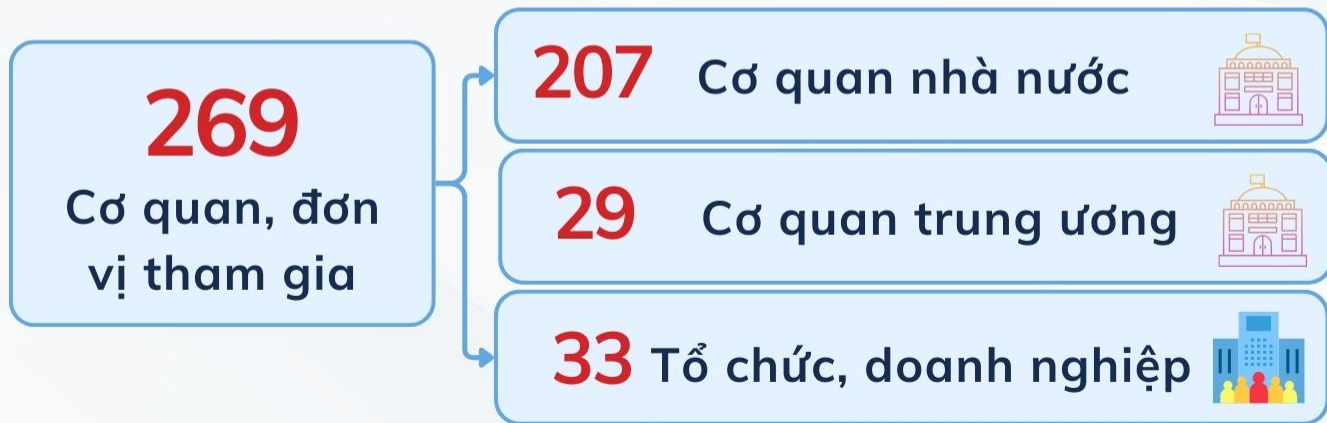 269
Cơ quan, đơn
vị tham gia
207 Cơ quan nhà nước
29 Cơ quan trung ương
33 Tổ chức, doanh nghiệp